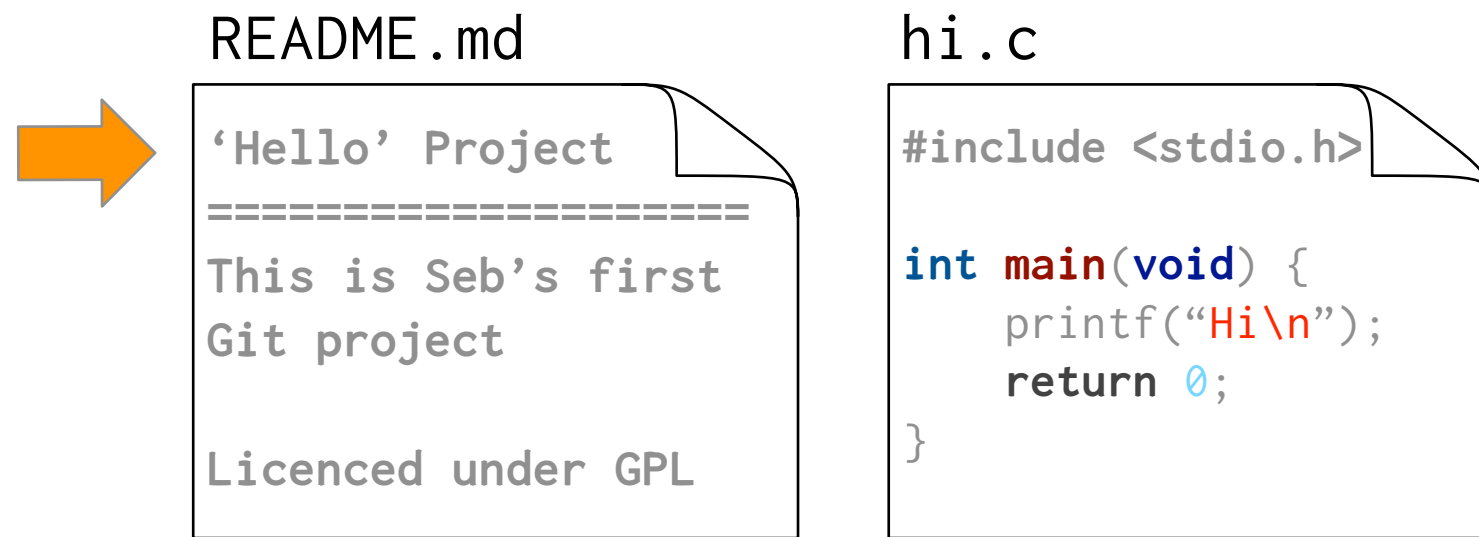 README.md
‘Hello’ Project
====================
This is Seb’s first
Git project
Licenced under GPL
hi.c
#include <stdio.h>
int main(void) {
    printf(“Hi\n”);
    return 0;
}